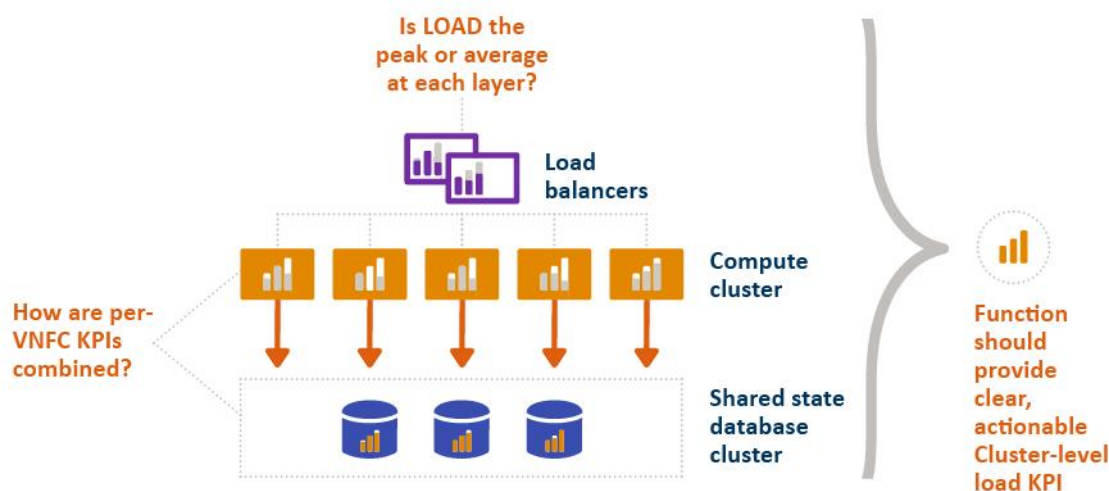 Is LOAD the
peak or average
at each layer?
Load
balancers
Compute
cluster
How are per-
VNFC KPIs
combined?
Shared state
database
cluster
Function
should
provide
clear,
actionable
Cluster-level
load KPI